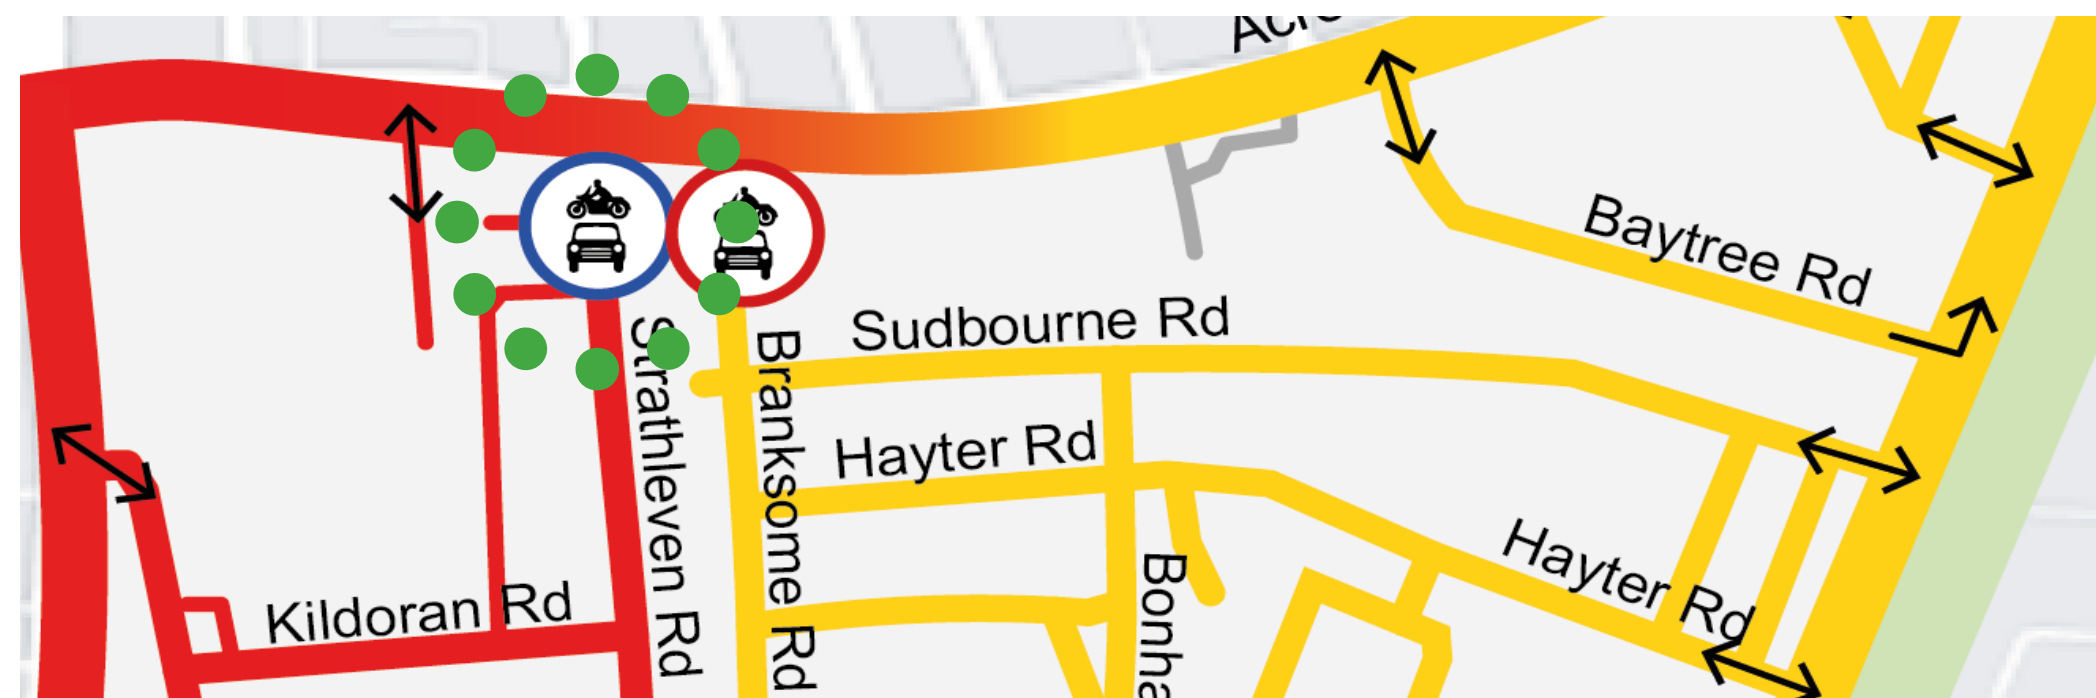 Baytree Rd
Sudbourne Rd
Strathleven Rd
Branksome Rd
Hayter Rd
Hayter Rd
Kildoran Rd